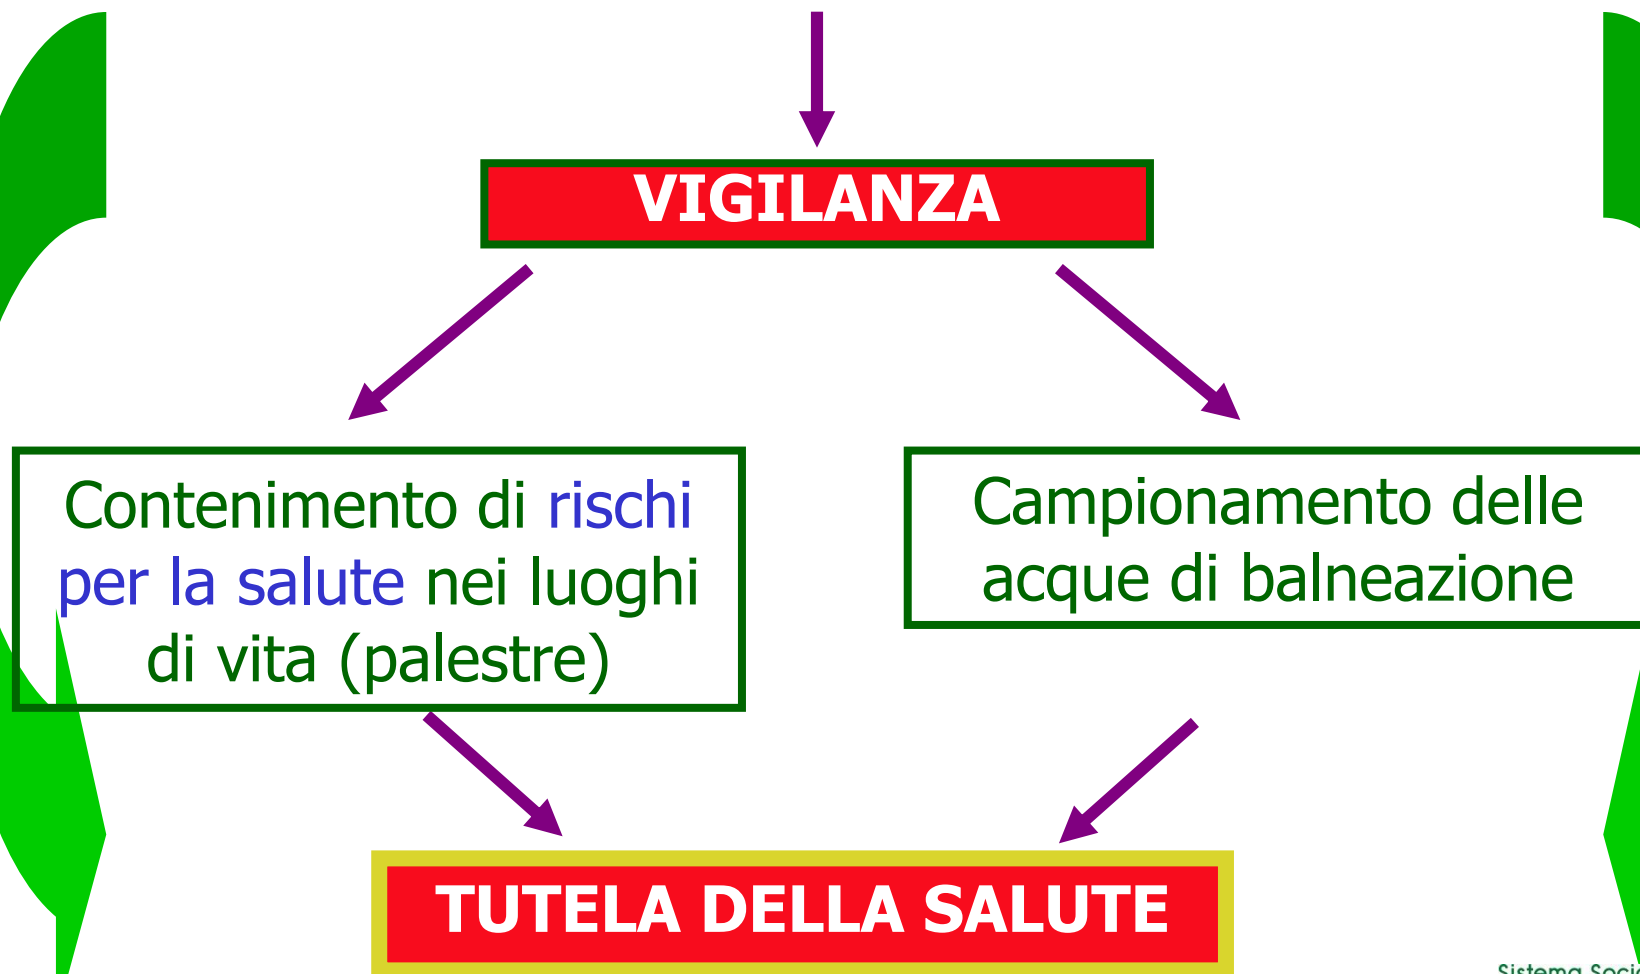 VIGILANZA
Contenimento di rischi
per la salute nei luoghi
di vita (palestre)
Campionamento delle
acque di balneazione
TUTELA DELLA SALUTE
Sistema